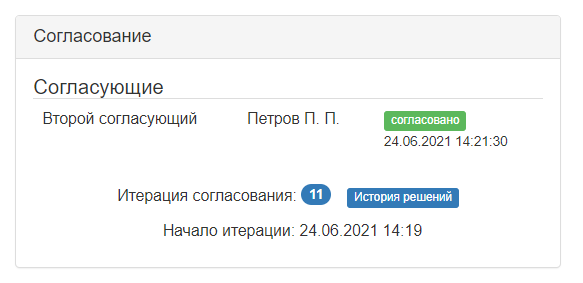 Согласование
Согласующие
Второй согласующий Петров П. П. согласовано
24.06.2021 14:21:30
Итерация согласования: 11 История решений
Начало итерации: 24.06.2021 14:19